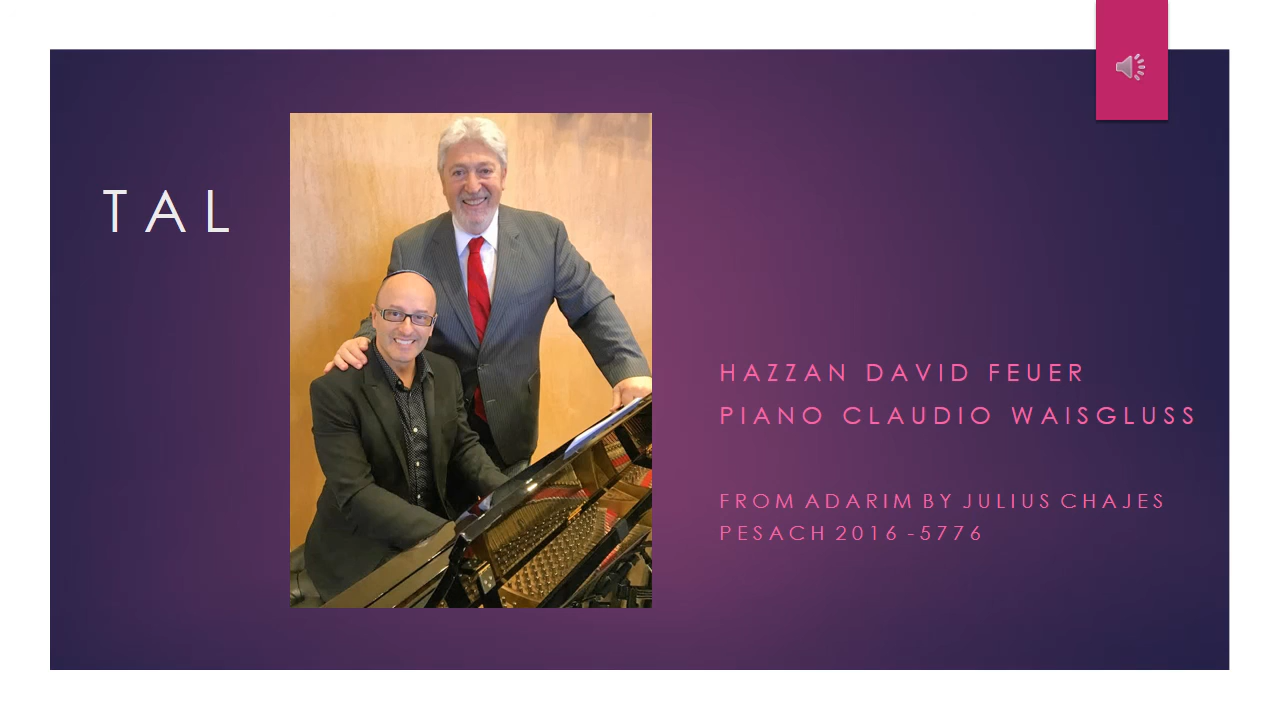 TAL
HAZZAN DAVID FEUER
PIANO CLAUDIO WAISGLUSS
FROM ADARIM BY JULIUS CHAJES
PESACH 2016 -5776